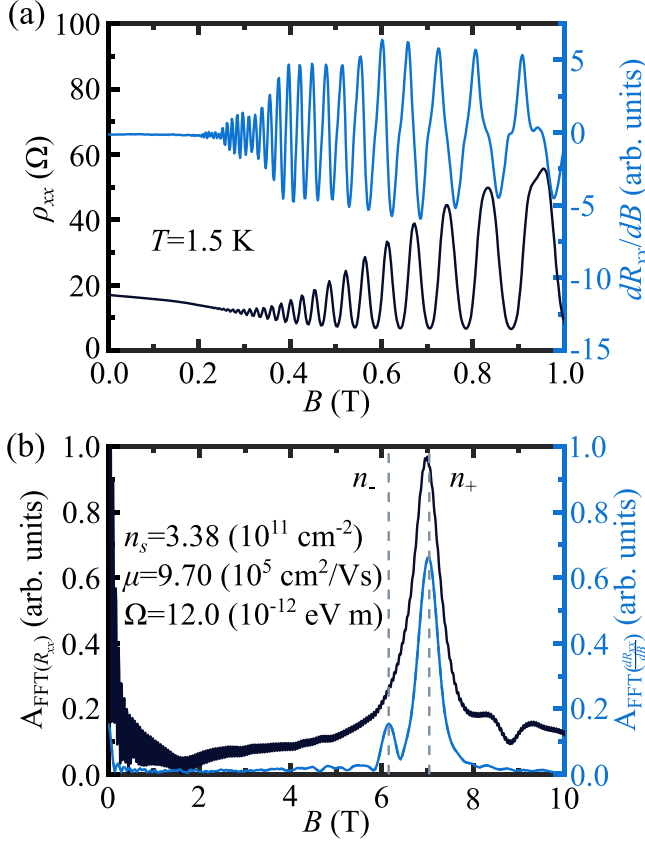 (a)
100
80
60
40
20
0
ρxx (Ω)
5
0
-5
-10
-15
dRxx/dB (arb. units)
T=1.5 K
0.0 0.2 0.4 0.6 0.8 1.0
B (T)
(b)
1.0
0.8
0.6
0.4
0.2
0.0
AFFT(Rxx) (arb. units)
n- n+
ns=3.38 (10^11 cm^-2)
μ=9.70 (10^5 cm^2/Vs)
Ω=12.0 (10^-12 eV m)
1.0
0.8
0.6
0.4
0.2
0.0
AFFT(dRxx/dB) (arb. units)
0 2 4 6 8 10
B (T)